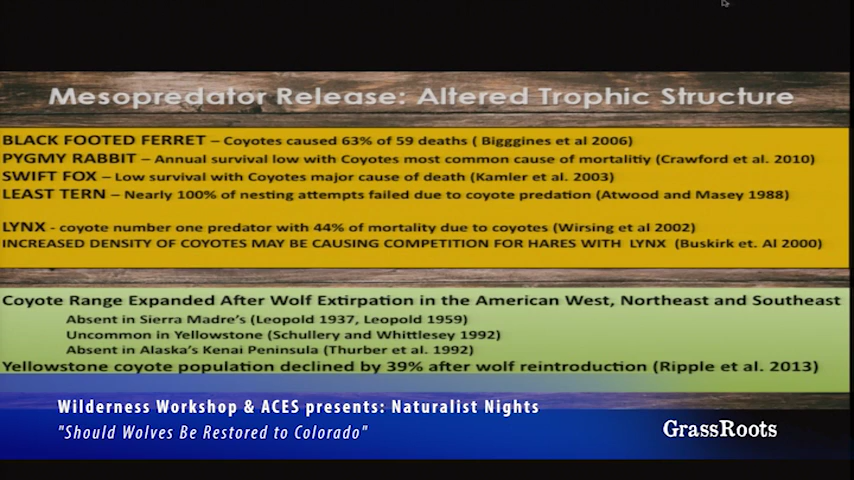 Mesopredator Release: Altered Trophic Structure
BLACK FOOTED FERRET – Coyotes caused 63% of 59 deaths ( Bigggines et al 2006)
PYGMY RABBIT – Annual survival low with Coyotes most common cause of mortality (Crawford et al. 2010)
SWIFT FOX – Low survival with Coyotes major cause of death (Kamler et al. 2003)
LEAST TERN – Nearly 100% of nesting attempts failed due to coyote predation (Atwood and Masey 1988)
LYNX - coyote number one predator with 44% of mortality due to coyotes (Wirsing et al 2002)
INCREASED DENSITY OF COYOTES MAY BE CAUSING COMPETITION FOR HARES WITH LYNX (Buskirk et. Al 2000)
Coyote Range Expanded After Wolf Extirpation in the American West, Northeast and Southeast
Absent in Sierra Madre's (Leopold 1937, Leopold 1959)
Uncommon in Yellowstone (Schullery and Whittlesey 1992)
Absent in Alaska's Kenai Peninsula (Thurber et al. 1992)
Yellowstone coyote population declined by 39% after wolf reintroduction (Ripple et al. 2013)
Wilderness Workshop & ACES presents: Naturalist Nights
"Should Wolves Be Restored to Colorado"
GrassRoots